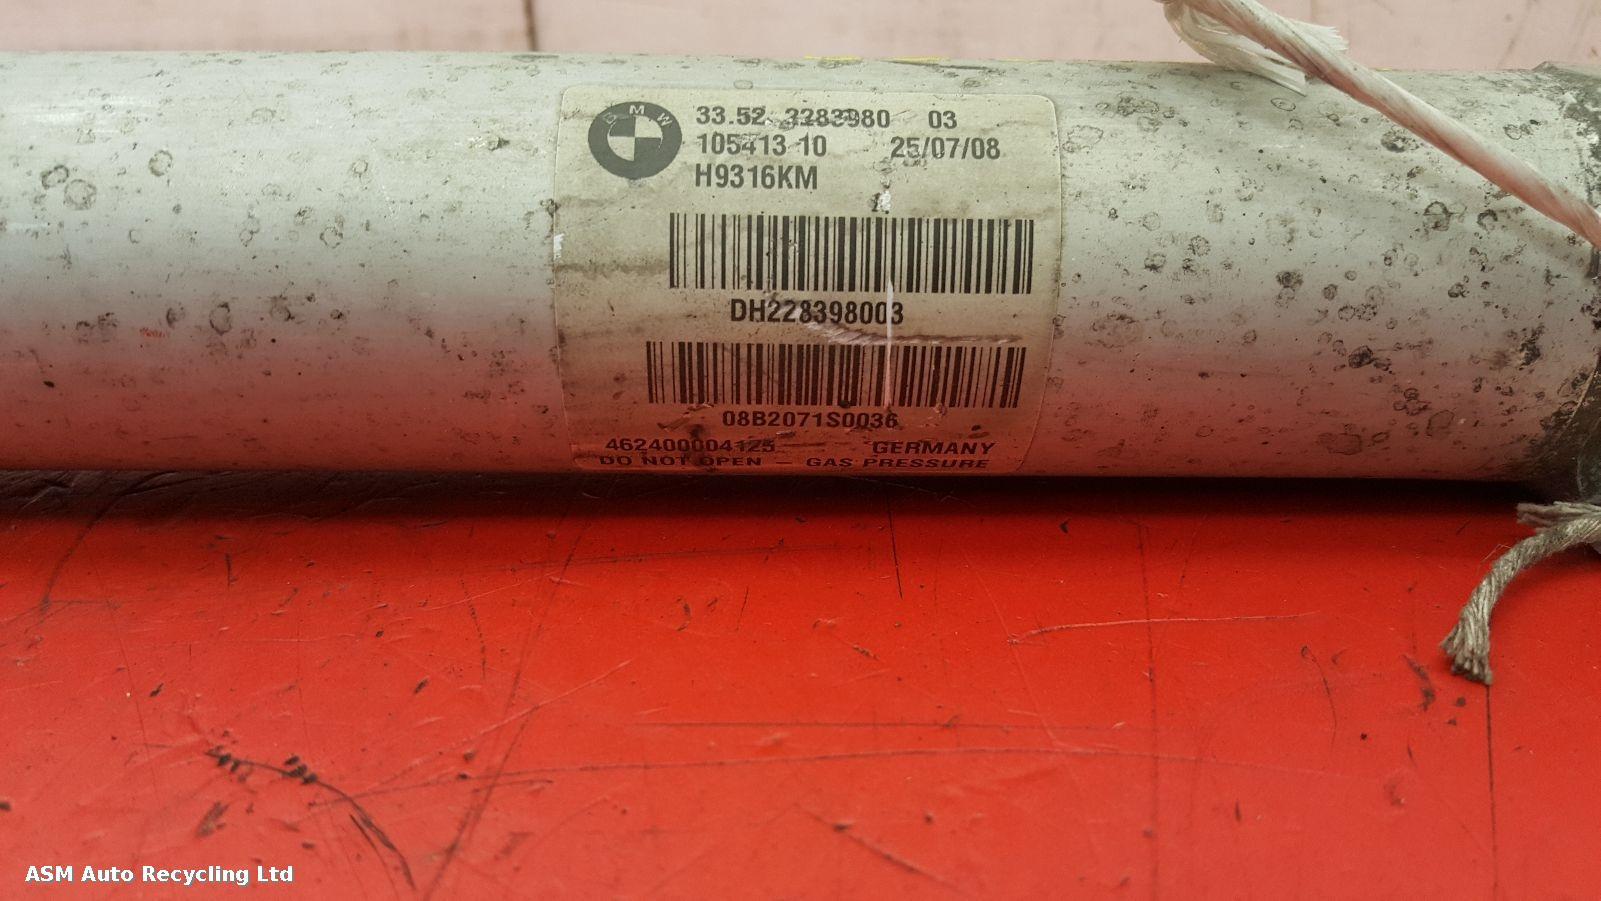 BMW
33.52 2283980 03
105413 10 25/07/08
H9316KM
DH228398003
08B2071S0036
462400004125 GERMANY
DO NOT OPEN - GAS PRESSURE
ASM Auto Recycling Ltd